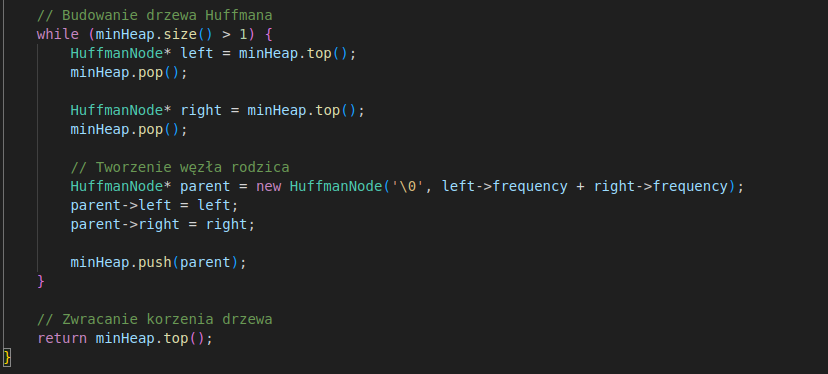 // Budowanie drzewa Huffmana
while (minHeap.size() > 1) {
HuffmanNode* left = minHeap.top();
minHeap.pop();
HuffmanNode* right = minHeap.top();
minHeap.pop();
// Tworzenie węzła rodzica
HuffmanNode* parent = new HuffmanNode('\0', left->frequency + right->frequency);
parent->left = left;
parent->right = right;
minHeap.push(parent);
}
// Zwracanie korzenia drzewa
return minHeap.top();
}